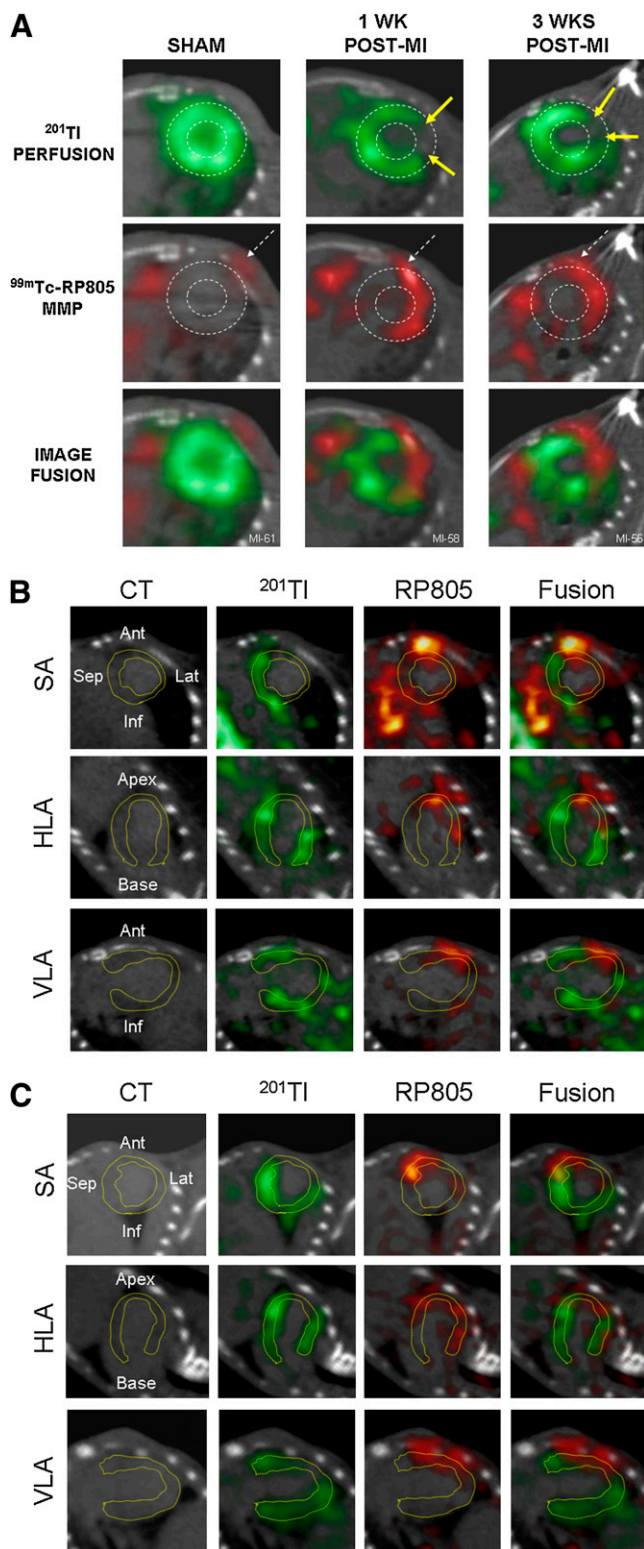 A
SHAM
1 WK
POST-MI
3 WKS
POST-MI
201Tl
PERFUSION
99mTc-RP805
MMP
IMAGE
FUSION
MI-61
MI-58
MI-56
B
CT
201Tl
RP805
Fusion
SA
Ant
Sep
Lat
Inf
HLA
Apex
Base
VLA
Ant
Inf
C
CT
201Tl
RP805
Fusion
SA
Ant
Sep
Lat
Inf
HLA
Apex
Base
VLA